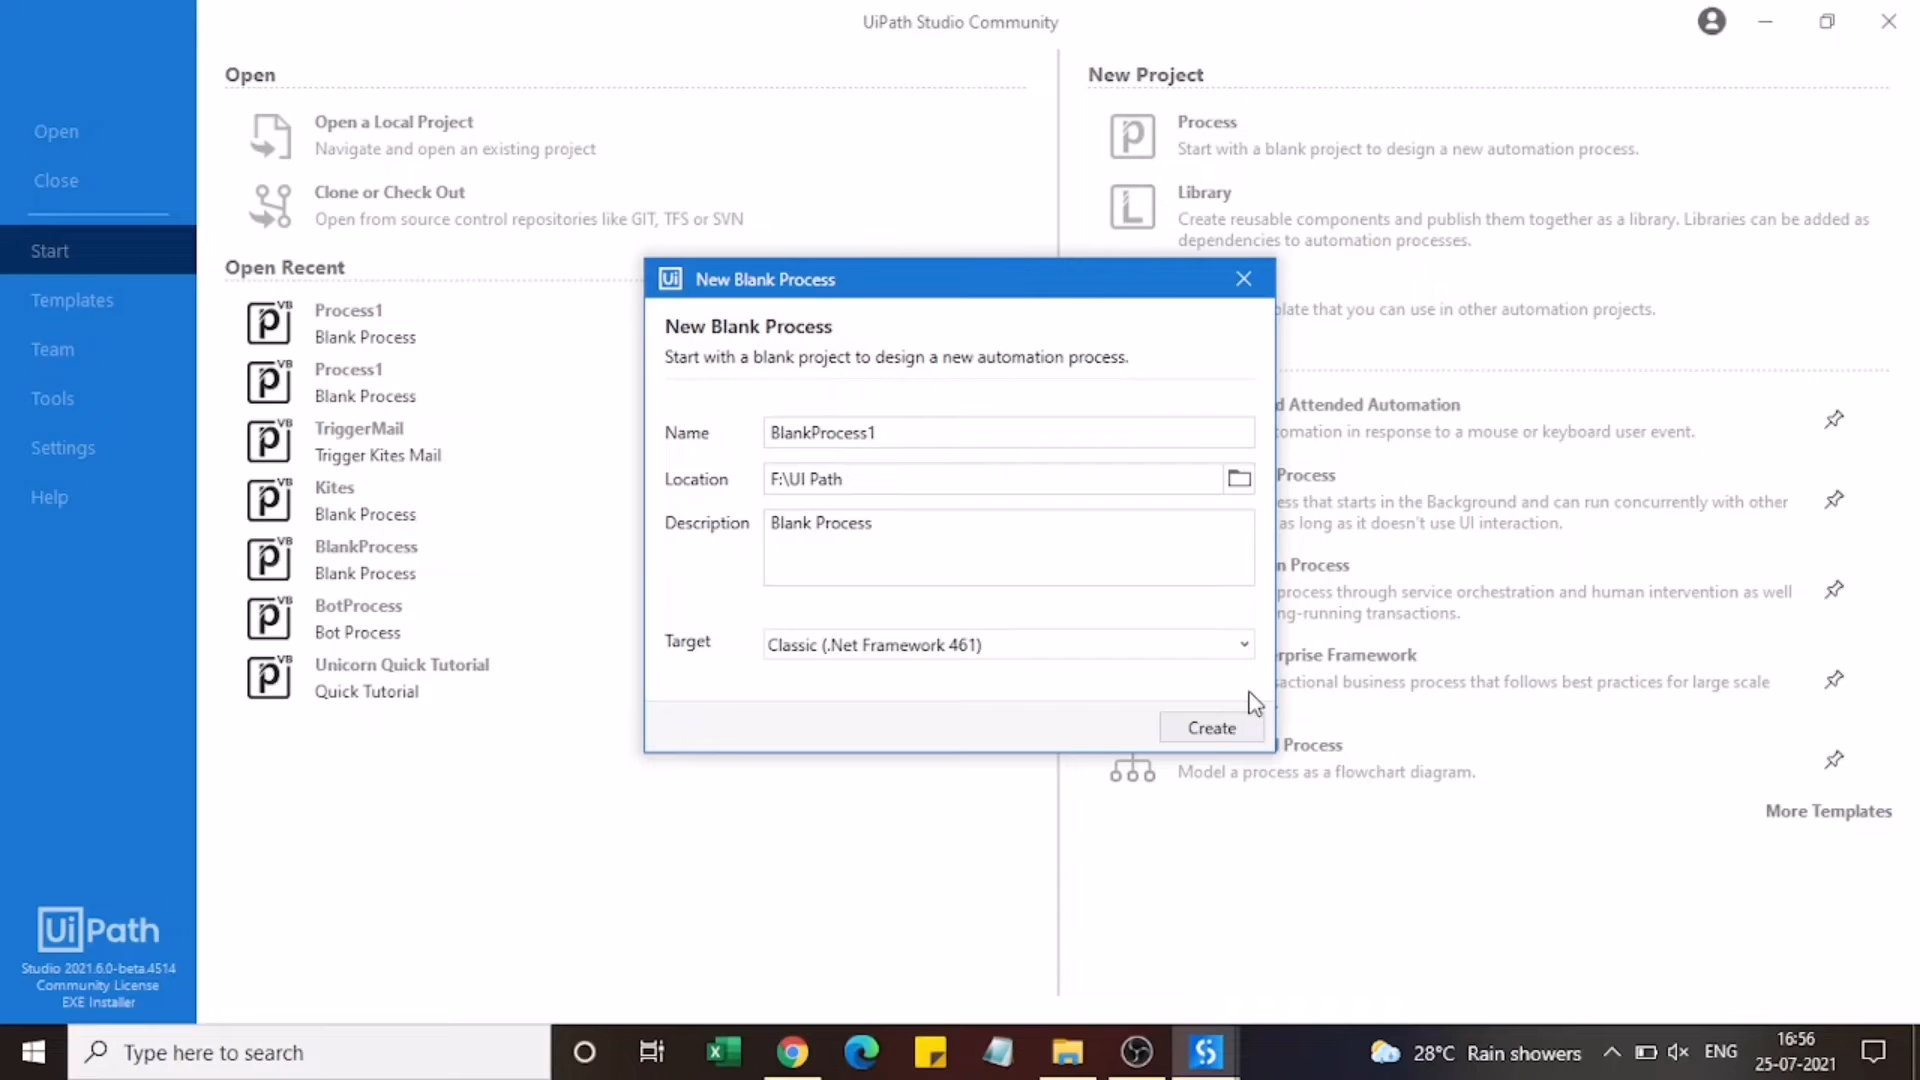 UiPath Studio Community
Open
Close
Start
Templates
Team
Tools
Settings
Help
UiPath
Studio 2021.6.0-beta.4514
Community License
EXE Installer
Open
Open a Local Project
Navigate and open an existing project
Clone or Check Out
Open from source control repositories like GIT, TFS or SVN
Open Recent
VB
Process1
Blank Process
VB
Process1
Blank Process
VB
TriggerMail
Trigger Kites Mail
VB
Kites
Blank Process
VB
BlankProcess
Blank Process
VB
BotProcess
Bot Process
VB
Unicorn Quick Tutorial
Quick Tutorial
New Project
Process
Start with a blank project to design a new automation process.
Library
Create reusable components and publish them together as a library. Libraries can be added as
dependencies to automation processes.
plate that you can use in other automation projects.
d Attended Automation
omation in response to a mouse or keyboard user event.
Process
ess that starts in the Background and can run concurrently with other
as long as it doesn't use UI interaction.
n Process
process through service orchestration and human intervention as well
ng-running transactions.
rprise Framework
actional business process that follows best practices for large scale
Process
Model a process as a flowchart diagram.
More Templates
Ui New Blank Process
New Blank Process
Start with a blank project to design a new automation process.
Name BlankProcess1
Location F:\UI Path
Description Blank Process
Target Classic (.Net Framework 461)
Create
Type here to search
28°C Rain showers
ENG
16:56
25-07-2021